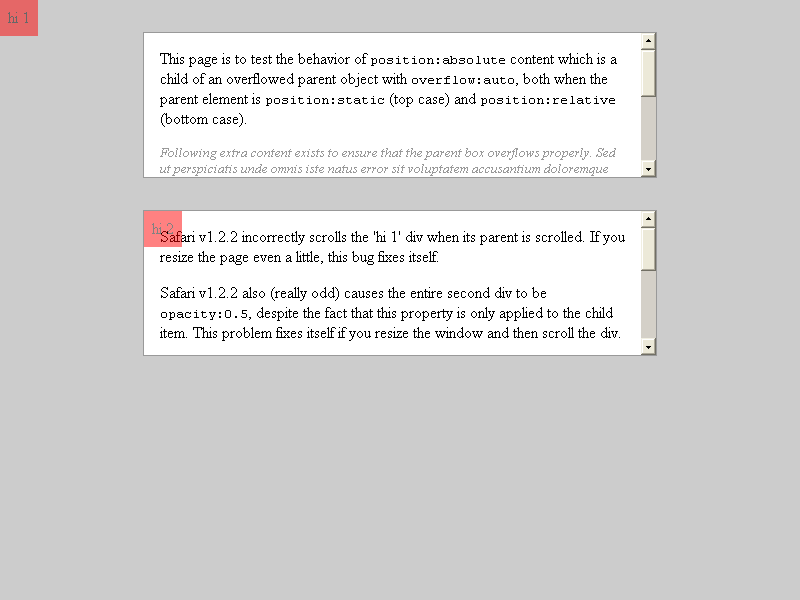 hi 1
This page is to test the behavior of position:absolute content which is a
child of an overflowed parent object with overflow:auto, both when the
parent element is position:static (top case) and position:relative
(bottom case).
Following extra content exists to ensure that the parent box overflows properly. Sed
ut perspiciatis unde omnis iste natus error sit voluptatem accusantium doloremque
hi 2
Safari v1.2.2 incorrectly scrolls the 'hi 1' div when its parent is scrolled. If you
resize the page even a little, this bug fixes itself.
Safari v1.2.2 also (really odd) causes the entire second div to be
opacity:0.5, despite the fact that this property is only applied to the child
item. This problem fixes itself if you resize the window and then scroll the div.